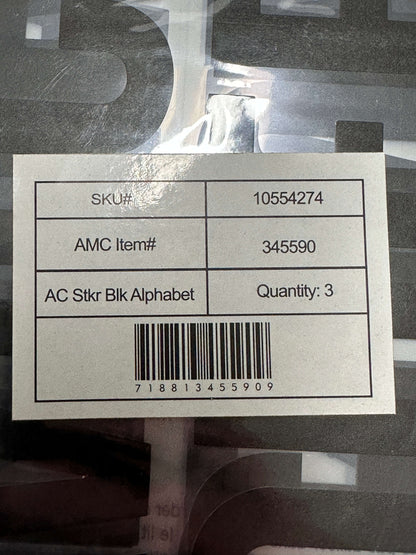 SKU# 10554274
AMC Item# 345590
AC Stkr Blk Alphabet Quantity: 3
718813455909